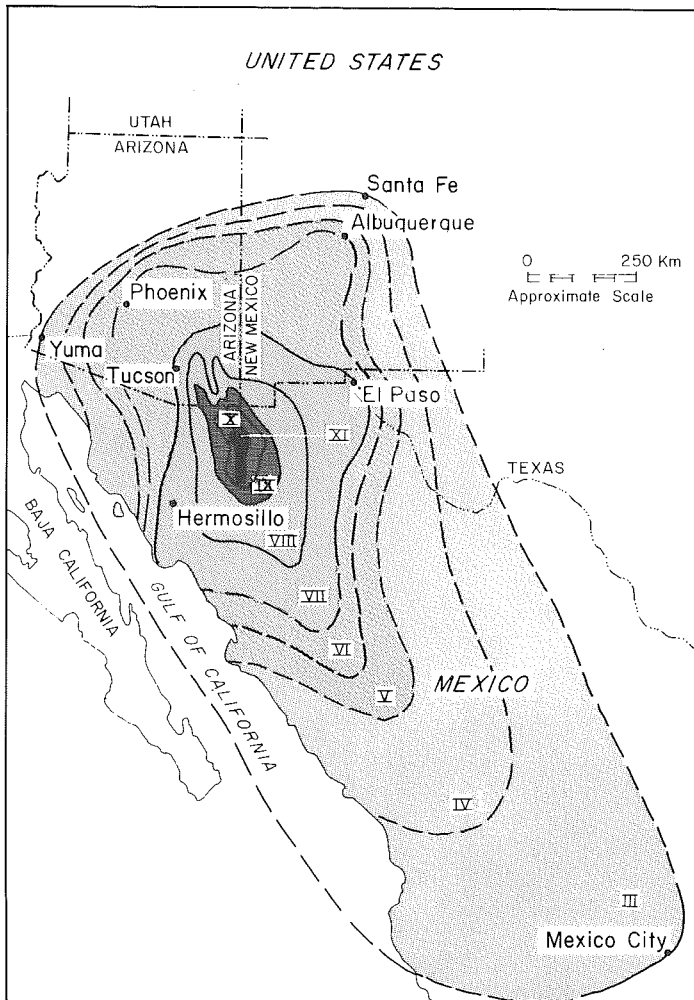 UNITED STATES
UTAH
ARIZONA
Santa Fe
Albuquerque
0 250 Km
Approximate Scale
Phoenix
ARIZONA
NEW MEXICO
Yuma
Tucson
El Paso
X
XI
TEXAS
IX
Hermosillo
VIII
BAJA CALIFORNIA
GULF OF CALIFORNIA
VII
VI
V
MEXICO
IV
III
Mexico City